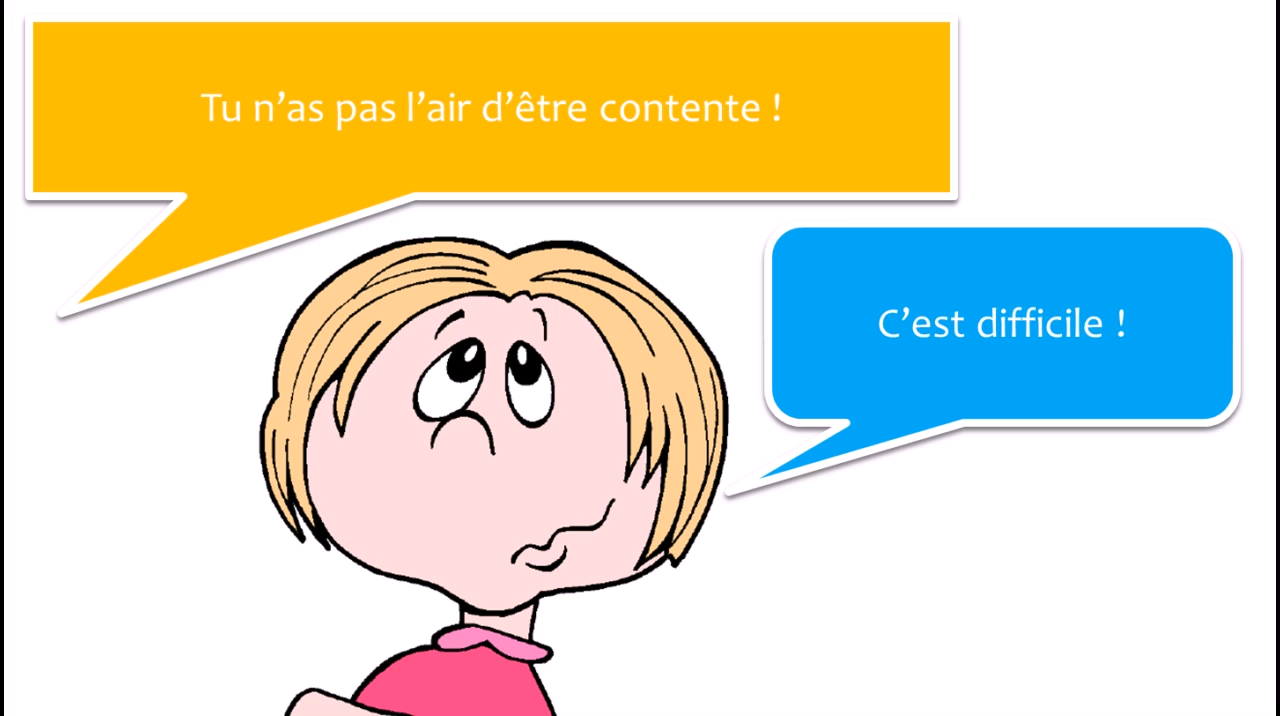 Tu n’as pas l’air d’être contente !
C’est difficile !